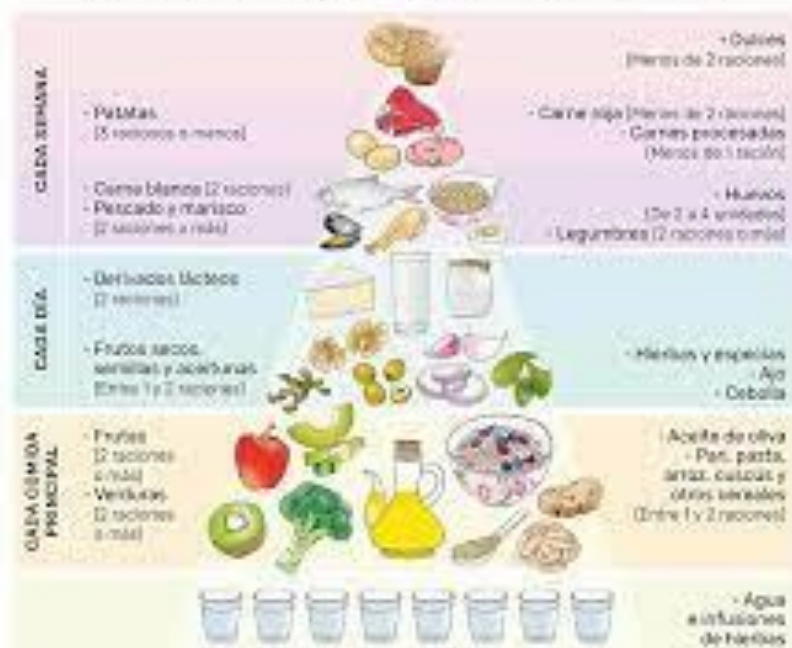 CADA SEMANA
- Dulces
(Menos de 2 raciones)
- Patatas
(3 raciones o menos)
- Carne roja (Menos de 2 raciones)
- Carnes procesadas
(Menos de 1 ración)
- Carne blanca (2 raciones)
- Pescado y marisco
(2 raciones o más)
- Huevos
(De 2 a 4 unidades)
- Legumbres (2 raciones o más)
CADA DÍA
- Derivados lácteos
(2 raciones)
- Frutos secos,
semillas y aceitunas
(Entre 1 y 2 raciones)
- Hierbas y especias
- Ajo
- Cebolla
CADA COMIDA
PRINCIPAL
- Frutas
(2 raciones
o más)
- Verduras
(2 raciones
o más)
- Aceite de oliva
- Pan, pasta,
arroz, cuscús y
otros cereales
(Entre 1 y 2 raciones)
- Agua
e infusiones
de hierbas